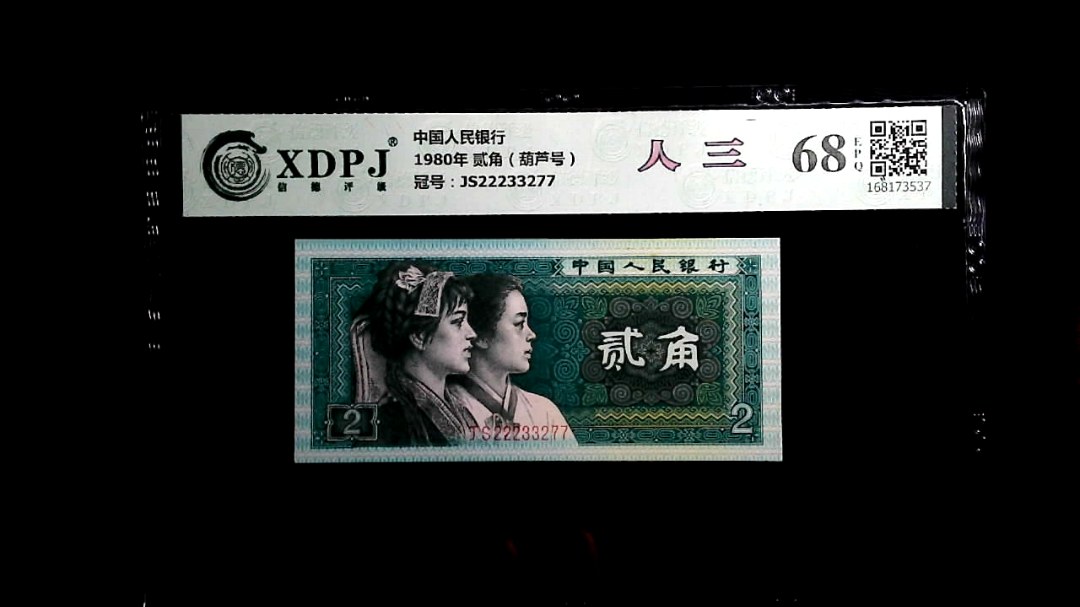 XDPJ®
信德评级
中国人民银行
1980年 贰角（葫芦号）
冠号：JS22233277
人三
68
EPQ
168173537
中国人民银行
贰角
2
2
JS22233277